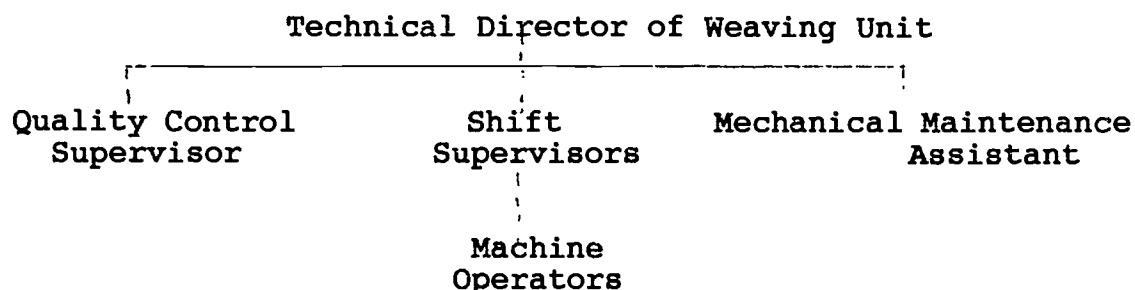 Technical Director of Weaving Unit
Quality Control Supervisor
Shift Supervisors
Mechanical Maintenance Assistant
Machine Operators